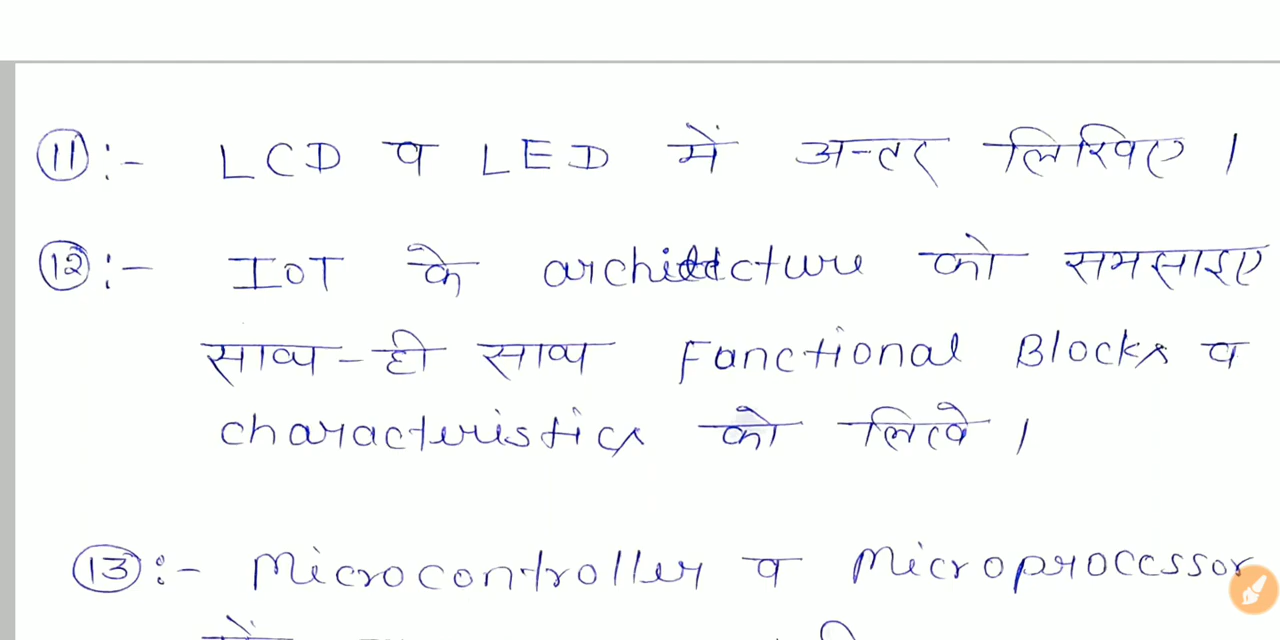 11 :- LCD व LED में अन्तर लिखिए ।
12 :- IOT के architecture को समझाइए
साथ-ही साथ Functional Blocks व
characteristics को लिखे ।
13 :- Microcontroller व Microprocessor
में